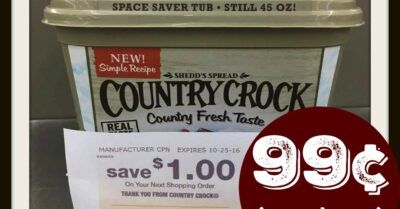 SPACE SAVER TUB • STILL 45 OZ!
NEW!
Simple Recipe
SHEDD'S SPREAD
COUNTRY CROCK
Country Fresh Taste
REAL
MANUFACTURER CPN EXPIRES 10-25-16
save $1.00
On Your Next Shopping Order
THANK YOU FROM COUNTRY CROCK®
99¢